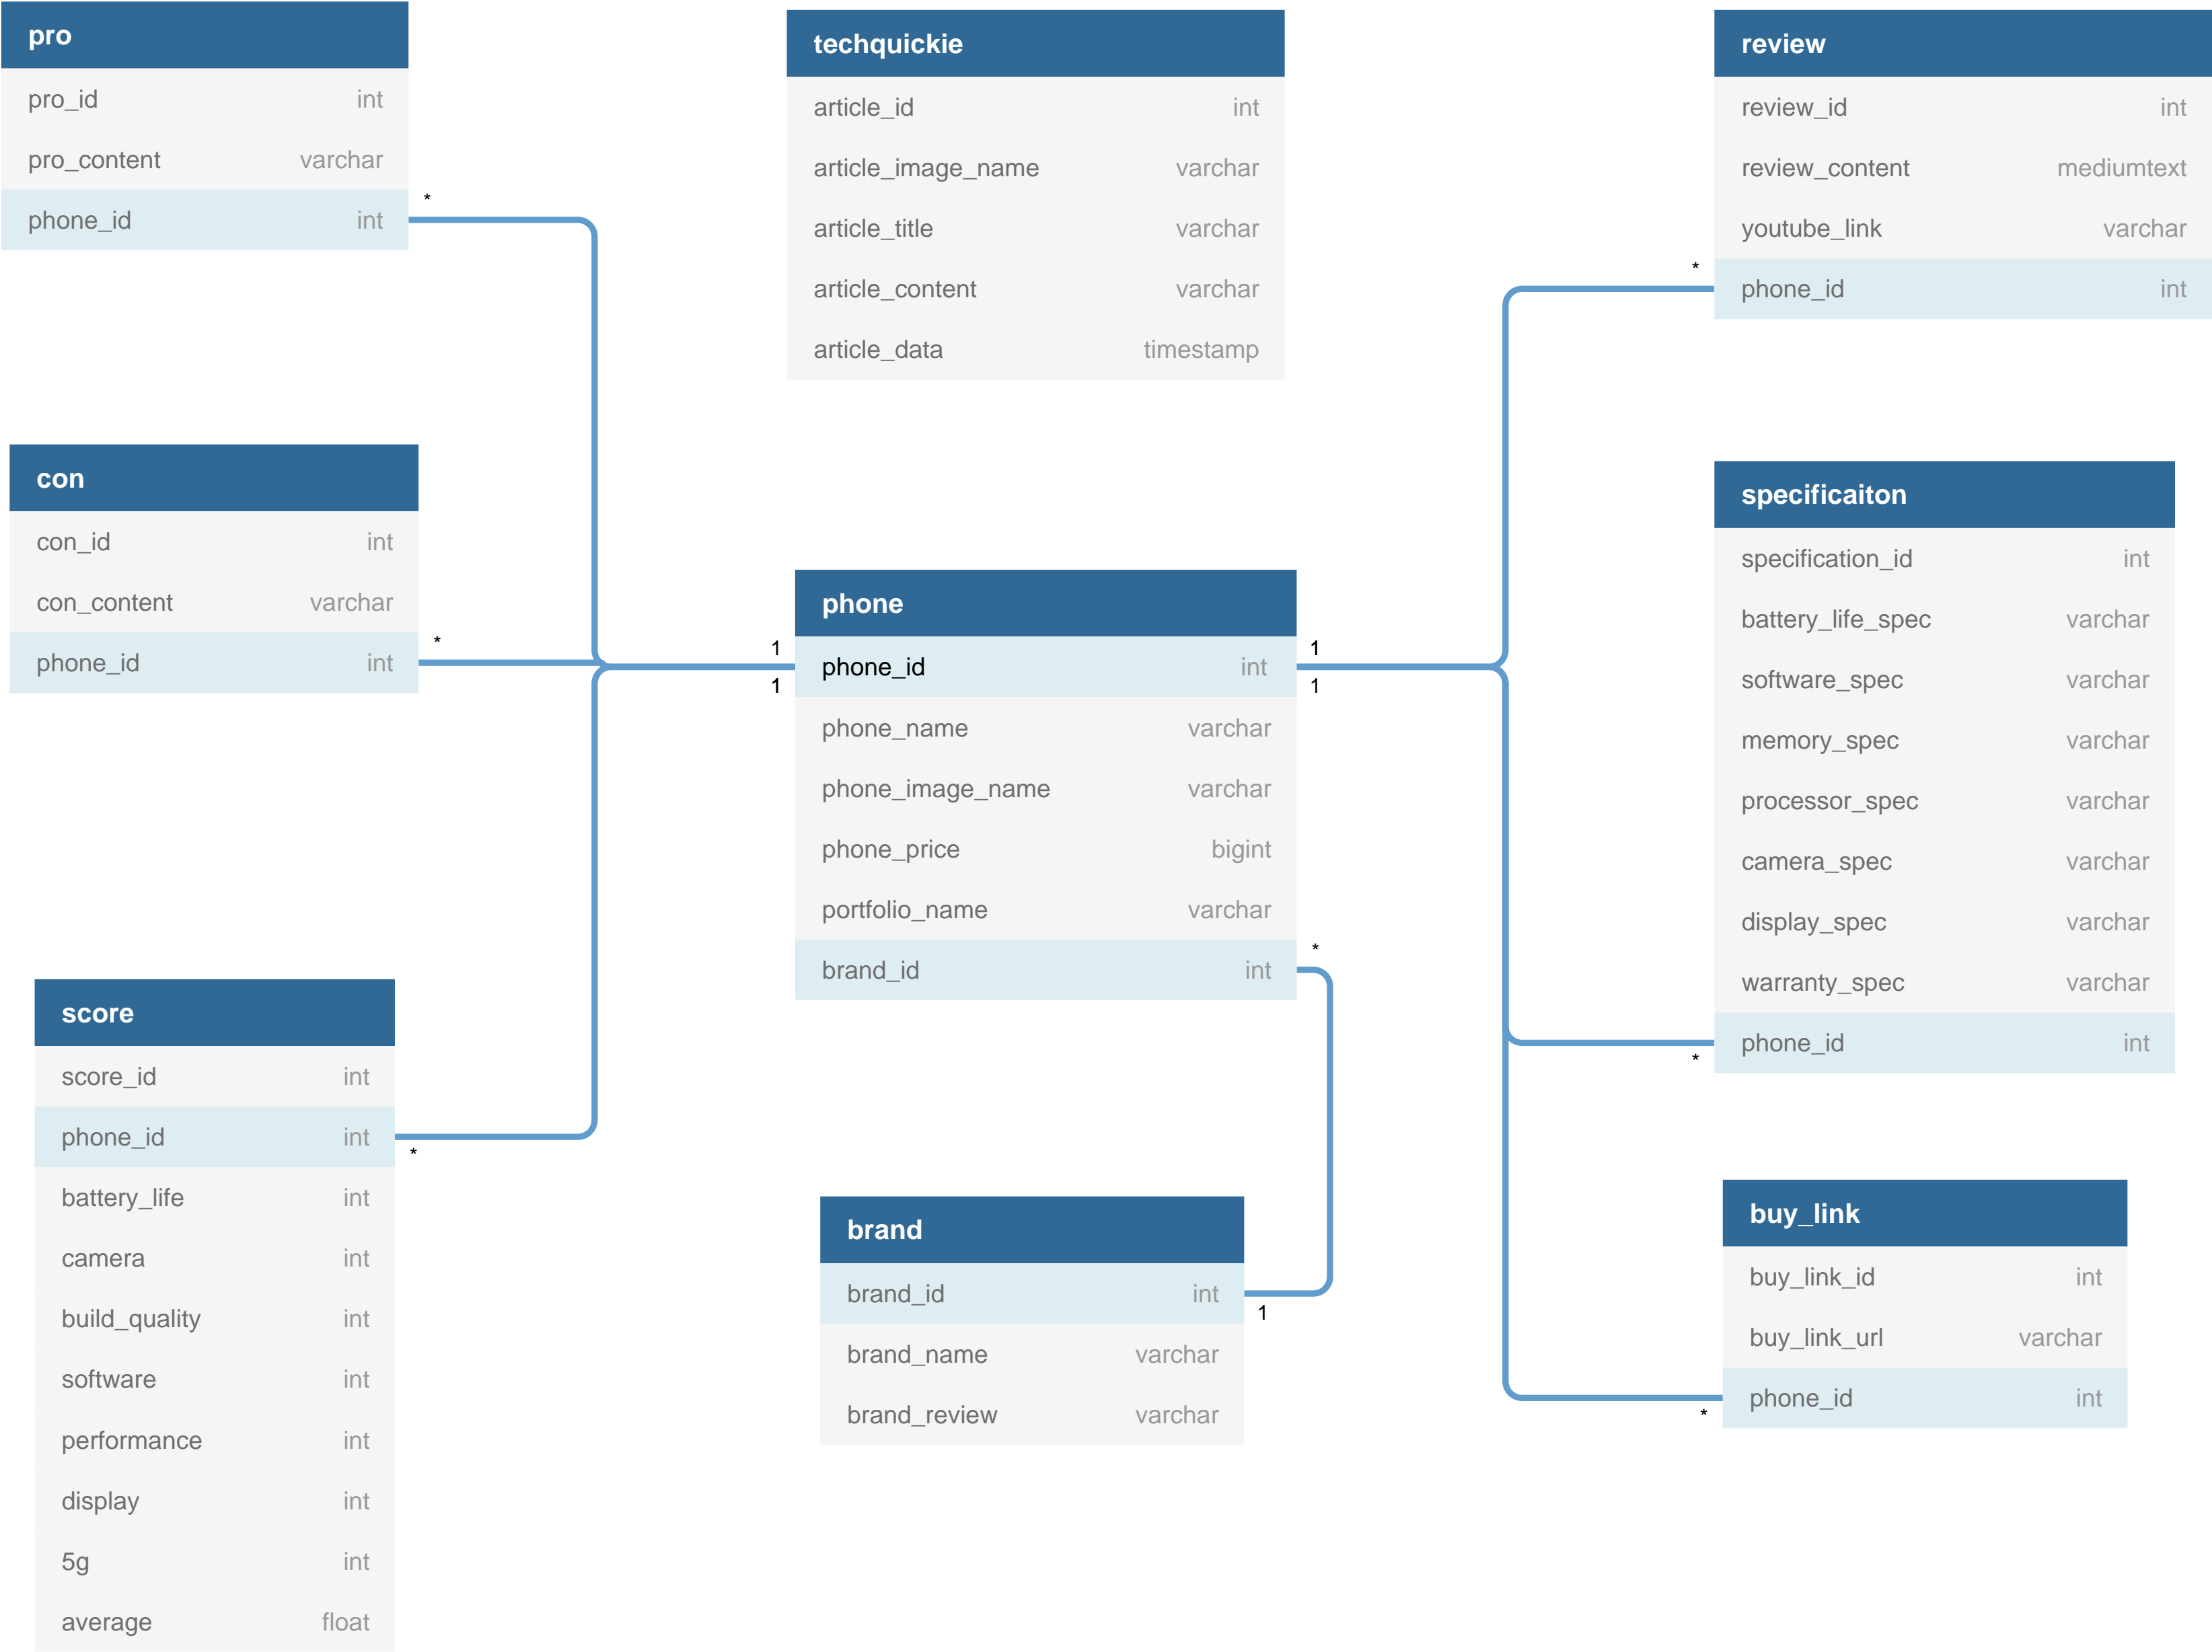 pro
pro_id int
pro_content varchar
phone_id int
*
techquickie
article_id int
article_image_name varchar
article_title varchar
article_content varchar
article_data timestamp
review
review_id int
review_content mediumtext
youtube_link varchar
phone_id int
*
con
con_id int
con_content varchar
phone_id int
*
phone
phone_id int
phone_name varchar
phone_image_name varchar
phone_price bigint
portfolio_name varchar
brand_id int
1
1
1
1
*
specificaiton
specification_id int
battery_life_spec varchar
software_spec varchar
memory_spec varchar
processor_spec varchar
camera_spec varchar
display_spec varchar
warranty_spec varchar
phone_id int
*
score
score_id int
phone_id int
battery_life int
camera int
build_quality int
software int
performance int
display int
5g int
average float
*
brand
brand_id int
brand_name varchar
brand_review varchar
1
buy_link
buy_link_id int
buy_link_url varchar
phone_id int
*